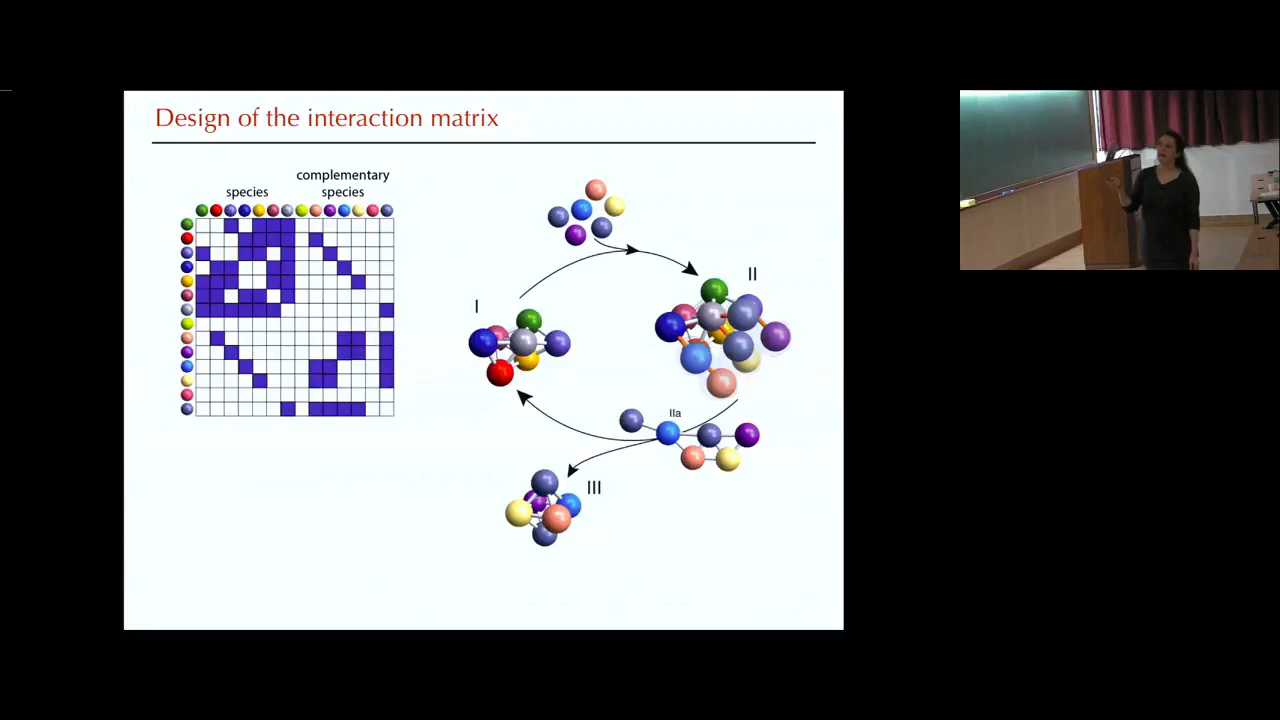 Design of the interaction matrix
complementary
species species
I
II
IIa
III